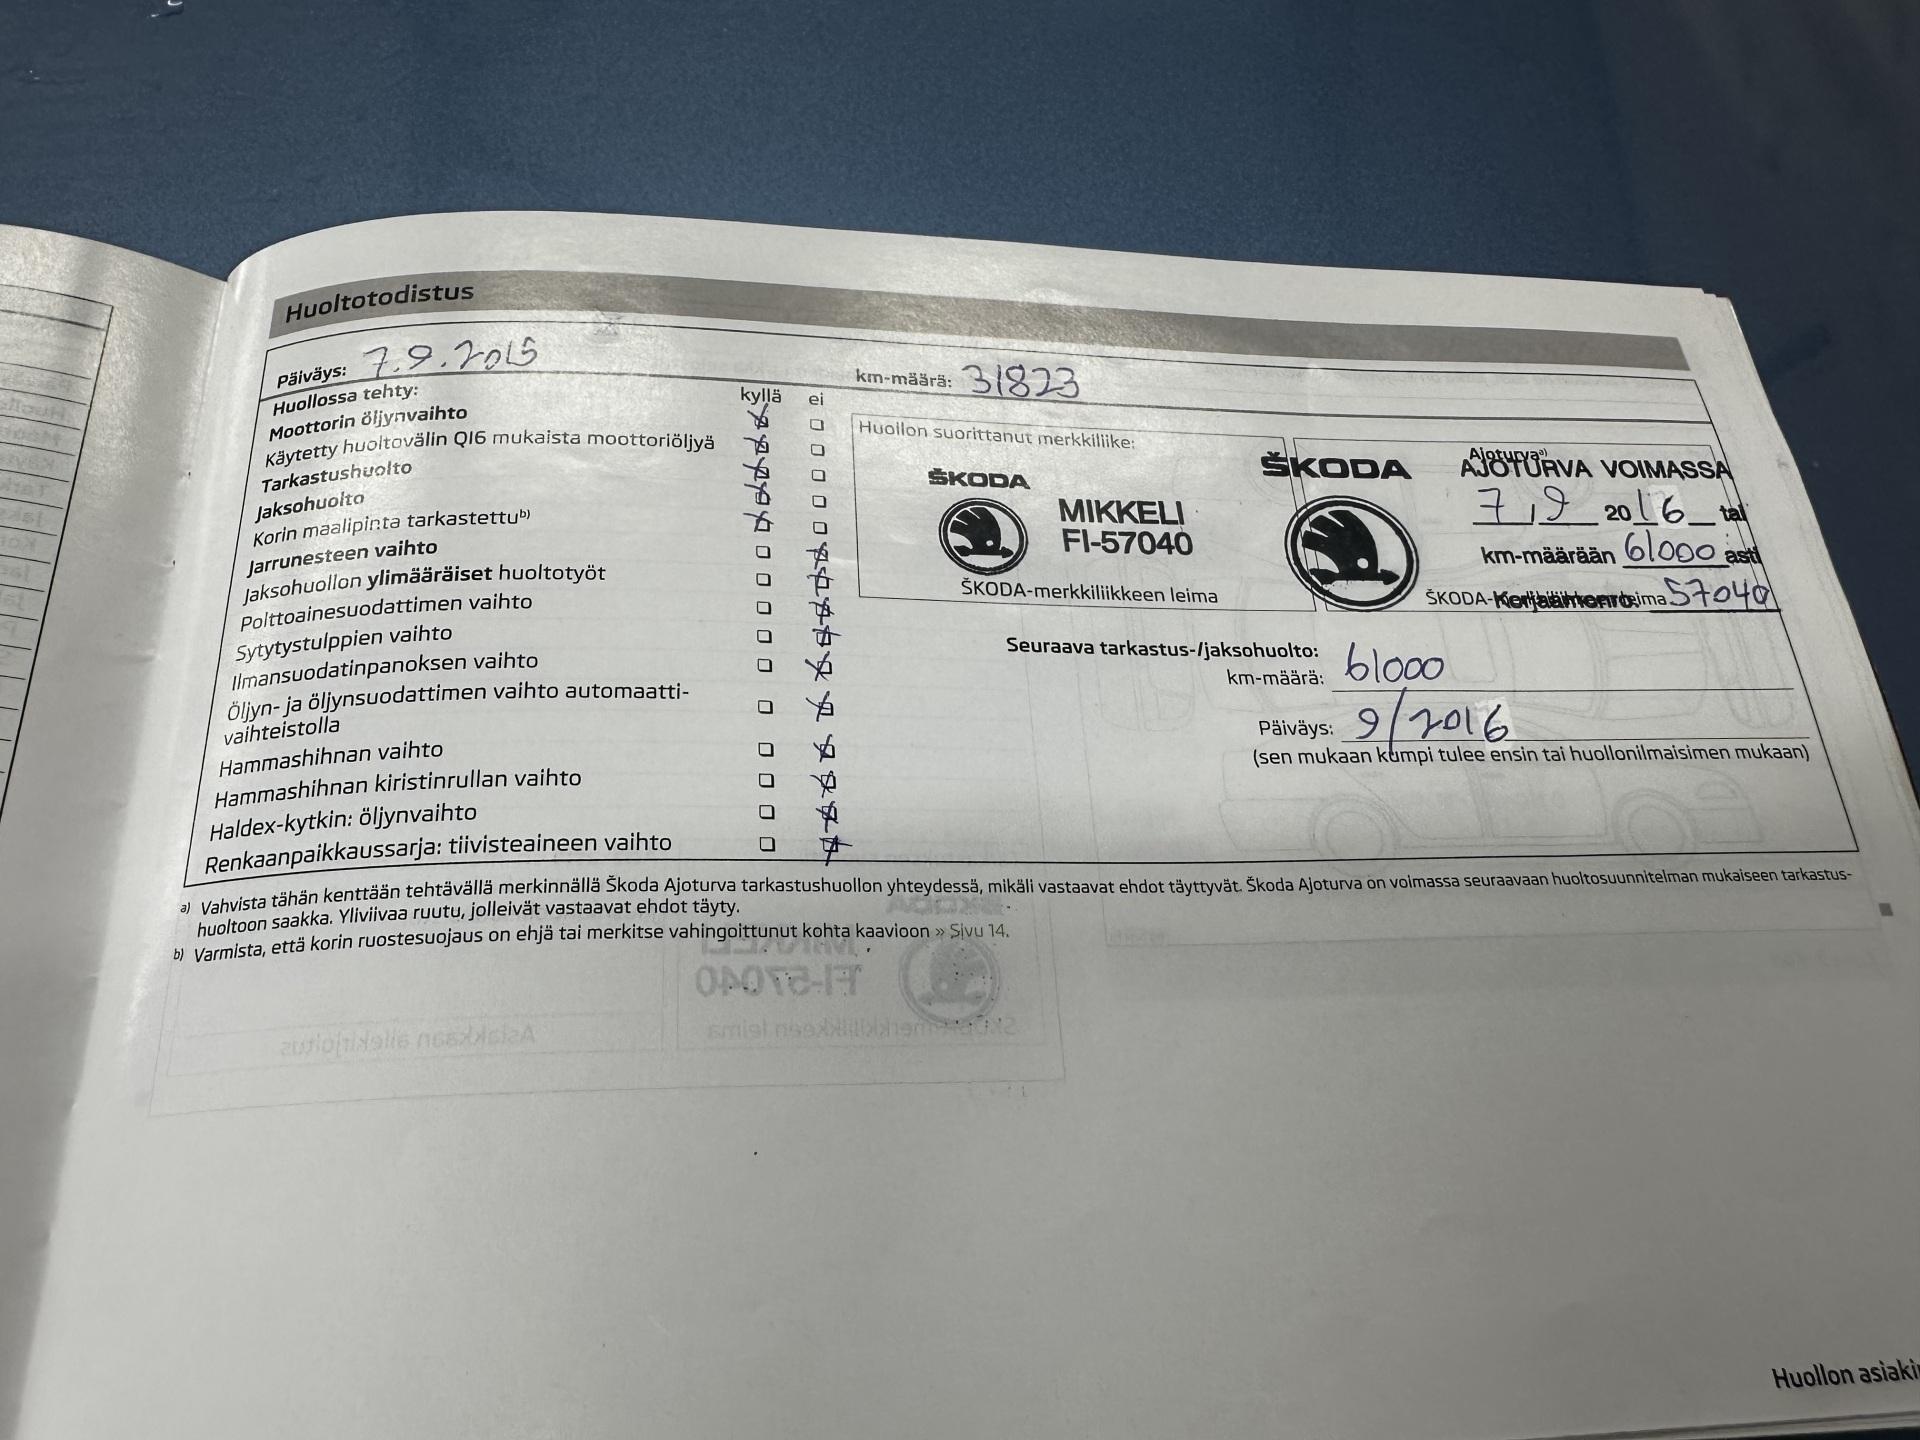 Huoltotodistus
Päiväys: 7.9.2015
km-määrä: 31823
Huollossa tehty: kyllä ei
Moottorin öljynvaihto
Käytetty huoltovälin QI6 mukaista moottoriöljyä
Tarkastushuolto
Jaksohuolto
Korin maalipinta tarkastettu b)
Jarrunesteen vaihto
Jaksohuollon ylimääräiset huoltotyöt
Polttoainesuodattimen vaihto
Sytytystulppien vaihto
Ilmansuodatinpanoksen vaihto
Öljyn- ja öljynsuodattimen vaihto automaatti-
vaihteistolla
Hammashihnan vaihto
Hammashihnan kiristinrullan vaihto
Haldex-kytkin: öljynvaihto
Renkaanpaikkaussarja: tiivisteaineen vaihto
Huollon suorittanut merkkiliike:
ŠKODA
MIKKELI
FI-57040
ŠKODA-merkkiliikkeen leima
Ajoturva a)
ŠKODA AJOTURVA VOIMASSA
7,9 2016 tai
km-määrään 61000 asti
Korjaamonro: 57040
ŠKODA- leima
Seuraava tarkastus-/jaksohuolto:
km-määrä: 61000
Päiväys: 9/2016
(sen mukaan kumpi tulee ensin tai huollonilmaisimen mukaan)
a) Vahvista tähän kenttään tehtävällä merkinnällä Škoda Ajoturva tarkastushuollon yhteydessä, mikäli vastaavat ehdot täyttyvät. Škoda Ajoturva on voimassa seuraavaan huoltosuunnitelman mukaiseen tarkastus-
huoltoon saakka. Yliviivaa ruutu, jolleivät vastaavat ehdot täyty.
b) Varmista, että korin ruostesuojaus on ehjä tai merkitse vahingoittunut kohta kaavioon » Sivu 14.
Huollon